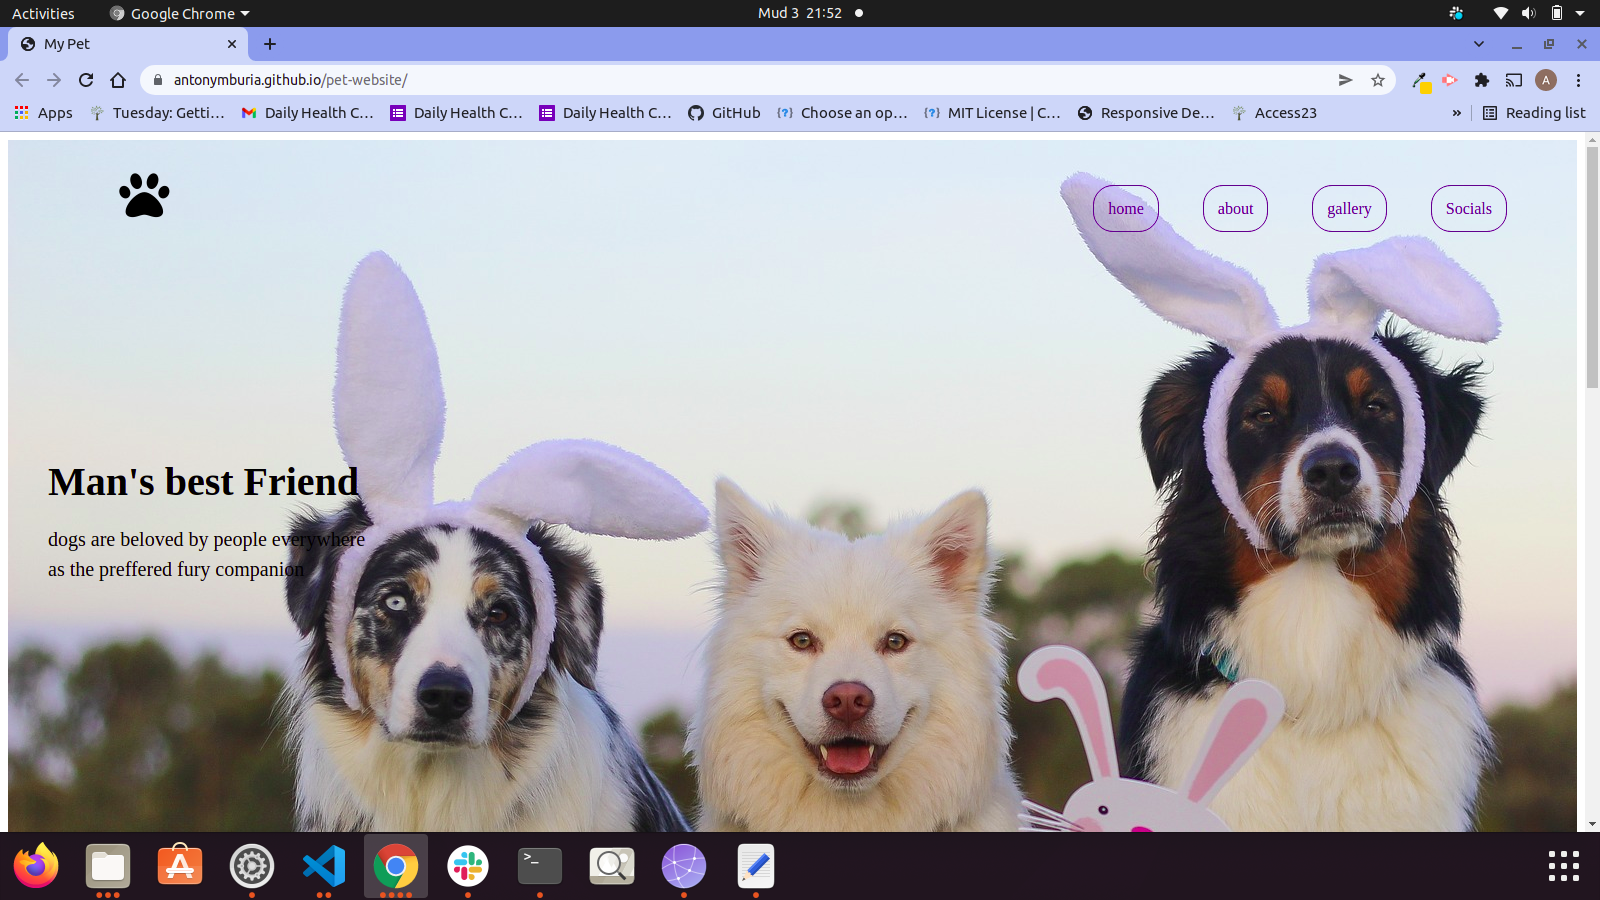 Activities
Google Chrome
Mud 3 21:52
My Pet
antonymburia.github.io/pet-website/
A
Apps
Tuesday: Getti...
Daily Health C...
Daily Health C...
Daily Health C...
GitHub
Choose an op...
MIT License | C...
Responsive De...
Access23
»
Reading list
home
about
gallery
Socials
Man's best Friend
dogs are beloved by people everywhere
as the preffered fury companion